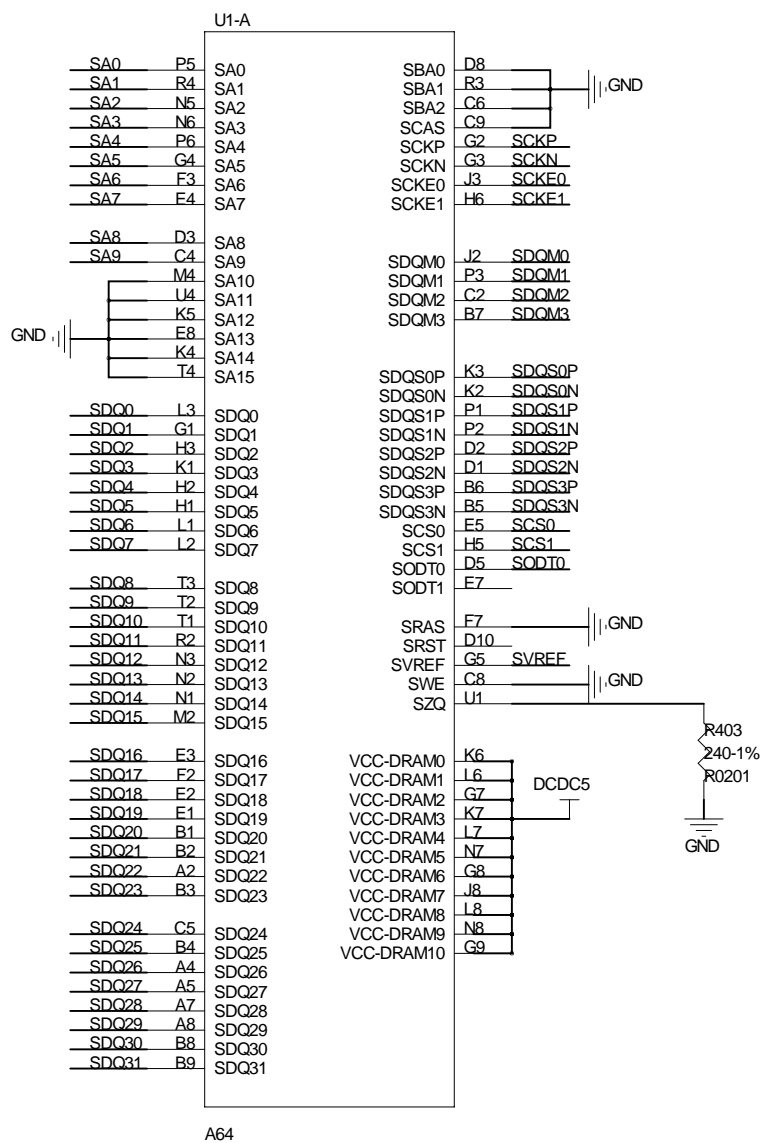 U1-A
SA0 P5 SA0 SBA0 D8
SA1 R4 SA1 SBA1 R3 GND
SA2 N5 SA2 SBA2 C6
SA3 N6 SA3 SCAS C9
SA4 P6 SA4 SCKP G2 SCKP
SA5 G4 SA5 SCKN G3 SCKN
SA6 F3 SA6 SCKE0 J3 SCKE0
SA7 E4 SA7 SCKE1 H6 SCKE1
SA8 D3 SA8
SA9 C4 SA9 SDQM0 J2 SDQM0
M4 SA10 SDQM1 P3 SDQM1
U4 SA11 SDQM2 C2 SDQM2
K5 SA12 SDQM3 B7 SDQM3
GND E8 SA13
K4 SA14
T4 SA15 SDQS0P K3 SDQS0P
SDQS0N K2 SDQS0N
SDQ0 L3 SDQ0 SDQS1P P1 SDQS1P
SDQ1 G1 SDQ1 SDQS1N P2 SDQS1N
SDQ2 H3 SDQ2 SDQS2P D2 SDQS2P
SDQ3 K1 SDQ3 SDQS2N D1 SDQS2N
SDQ4 H2 SDQ4 SDQS3P B6 SDQS3P
SDQ5 H1 SDQ5 SDQS3N B5 SDQS3N
SDQ6 L1 SDQ6 SCS0 E5 SCS0
SDQ7 L2 SDQ7 SCS1 H5 SCS1
SODT0 D5 SODT0
SDQ8 T3 SDQ8 SODT1 E7
SDQ9 T2 SDQ9
SDQ10 T1 SDQ10 SRAS F7 GND
SDQ11 R2 SDQ11 SRST D10
SDQ12 N3 SDQ12 SVREF G5 SVREF
SDQ13 N2 SDQ13 SWE C8 GND
SDQ14 N1 SDQ14 SZQ U1
SDQ15 M2 SDQ15
R403
240-1%
R0201
GND
SDQ16 E3 SDQ16 VCC-DRAM0 K6
SDQ17 F2 SDQ17 VCC-DRAM1 L6
SDQ18 E2 SDQ18 VCC-DRAM2 G7 DCDC5
SDQ19 E1 SDQ19 VCC-DRAM3 K7
SDQ20 B1 SDQ20 VCC-DRAM4 L7
SDQ21 B2 SDQ21 VCC-DRAM5 N7
SDQ22 A2 SDQ22 VCC-DRAM6 G8
SDQ23 B3 SDQ23 VCC-DRAM7 J8
VCC-DRAM8 L8
SDQ24 C5 SDQ24 VCC-DRAM9 N8
SDQ25 B4 SDQ25 VCC-DRAM10 G9
SDQ26 A4 SDQ26
SDQ27 A5 SDQ27
SDQ28 A7 SDQ28
SDQ29 A8 SDQ29
SDQ30 B8 SDQ30
SDQ31 B9 SDQ31
A64